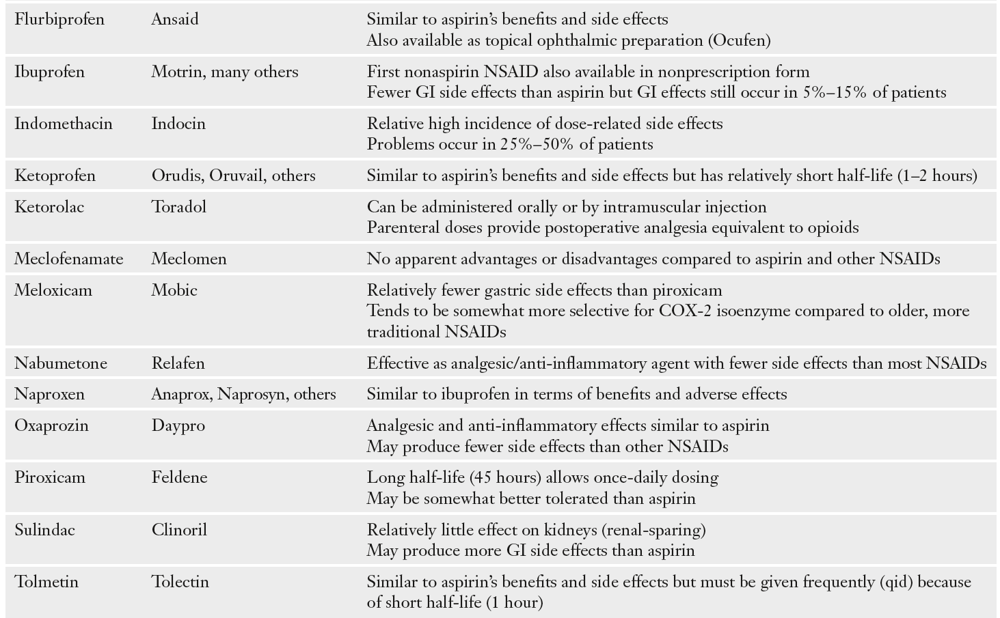 Flurbiprofen Ansaid Similar to aspirin’s benefits and side effects
Also available as topical ophthalmic preparation (Ocufen)
Ibuprofen Motrin, many others First nonaspirin NSAID also available in nonprescription form
Fewer GI side effects than aspirin but GI effects still occur in 5%–15% of patients
Indomethacin Indocin Relative high incidence of dose-related side effects
Problems occur in 25%–50% of patients
Ketoprofen Orudis, Oruvail, others Similar to aspirin’s benefits and side effects but has relatively short half-life (1–2 hours)
Ketorolac Toradol Can be administered orally or by intramuscular injection
Parenteral doses provide postoperative analgesia equivalent to opioids
Meclofenamate Meclomen No apparent advantages or disadvantages compared to aspirin and other NSAIDs
Meloxicam Mobic Relatively fewer gastric side effects than piroxicam
Tends to be somewhat more selective for COX-2 isoenzyme compared to older, more
traditional NSAIDs
Nabumetone Relafen Effective as analgesic/anti-inflammatory agent with fewer side effects than most NSAIDs
Naproxen Anaprox, Naprosyn, others Similar to ibuprofen in terms of benefits and adverse effects
Oxaprozin Daypro Analgesic and anti-inflammatory effects similar to aspirin
May produce fewer side effects than other NSAIDs
Piroxicam Feldene Long half-life (45 hours) allows once-daily dosing
May be somewhat better tolerated than aspirin
Sulindac Clinoril Relatively little effect on kidneys (renal-sparing)
May produce more GI side effects than aspirin
Tolmetin Tolectin Similar to aspirin’s benefits and side effects but must be given frequently (qid) because
of short half-life (1 hour)